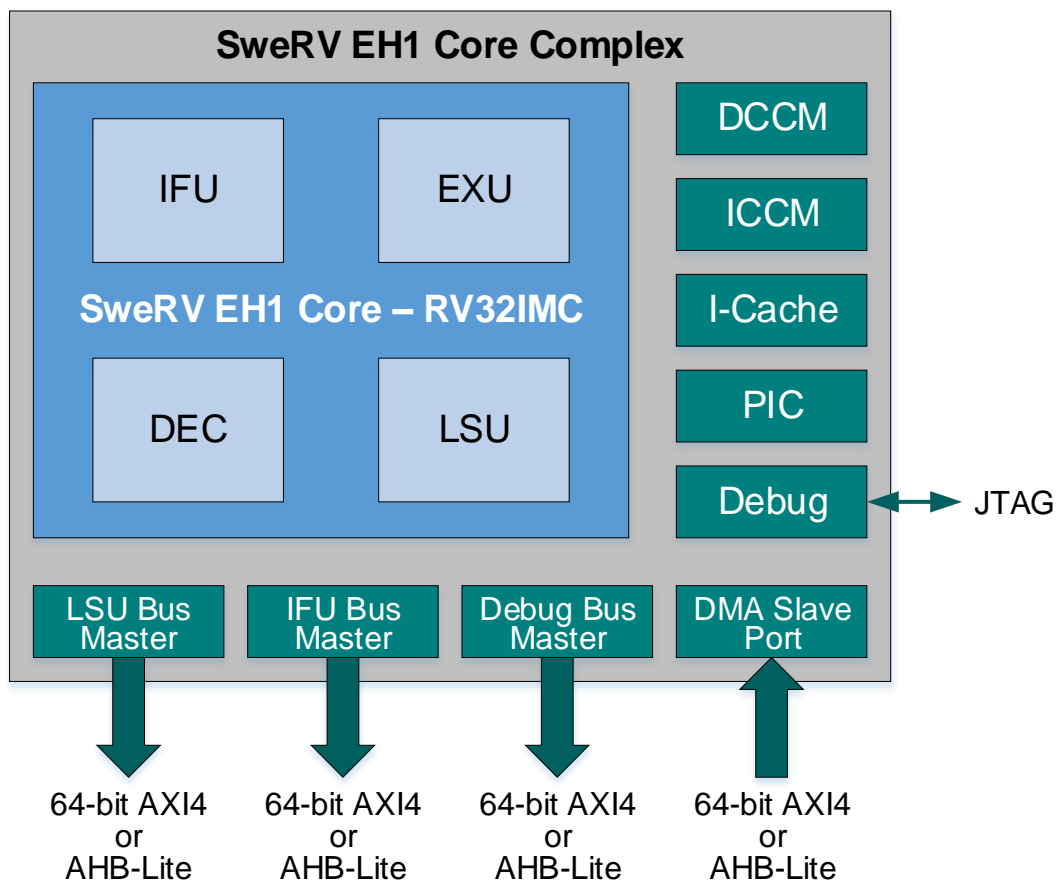 SweRV EH1 Core Complex
IFU
EXU
SweRV EH1 Core – RV32IMC
DEC
LSU
DCCM
ICCM
I-Cache
PIC
Debug
JTAG
LSU Bus
Master
IFU Bus
Master
Debug Bus
Master
DMA Slave
Port
64-bit AXI4
or
AHB-Lite
64-bit AXI4
or
AHB-Lite
64-bit AXI4
or
AHB-Lite
64-bit AXI4
or
AHB-Lite